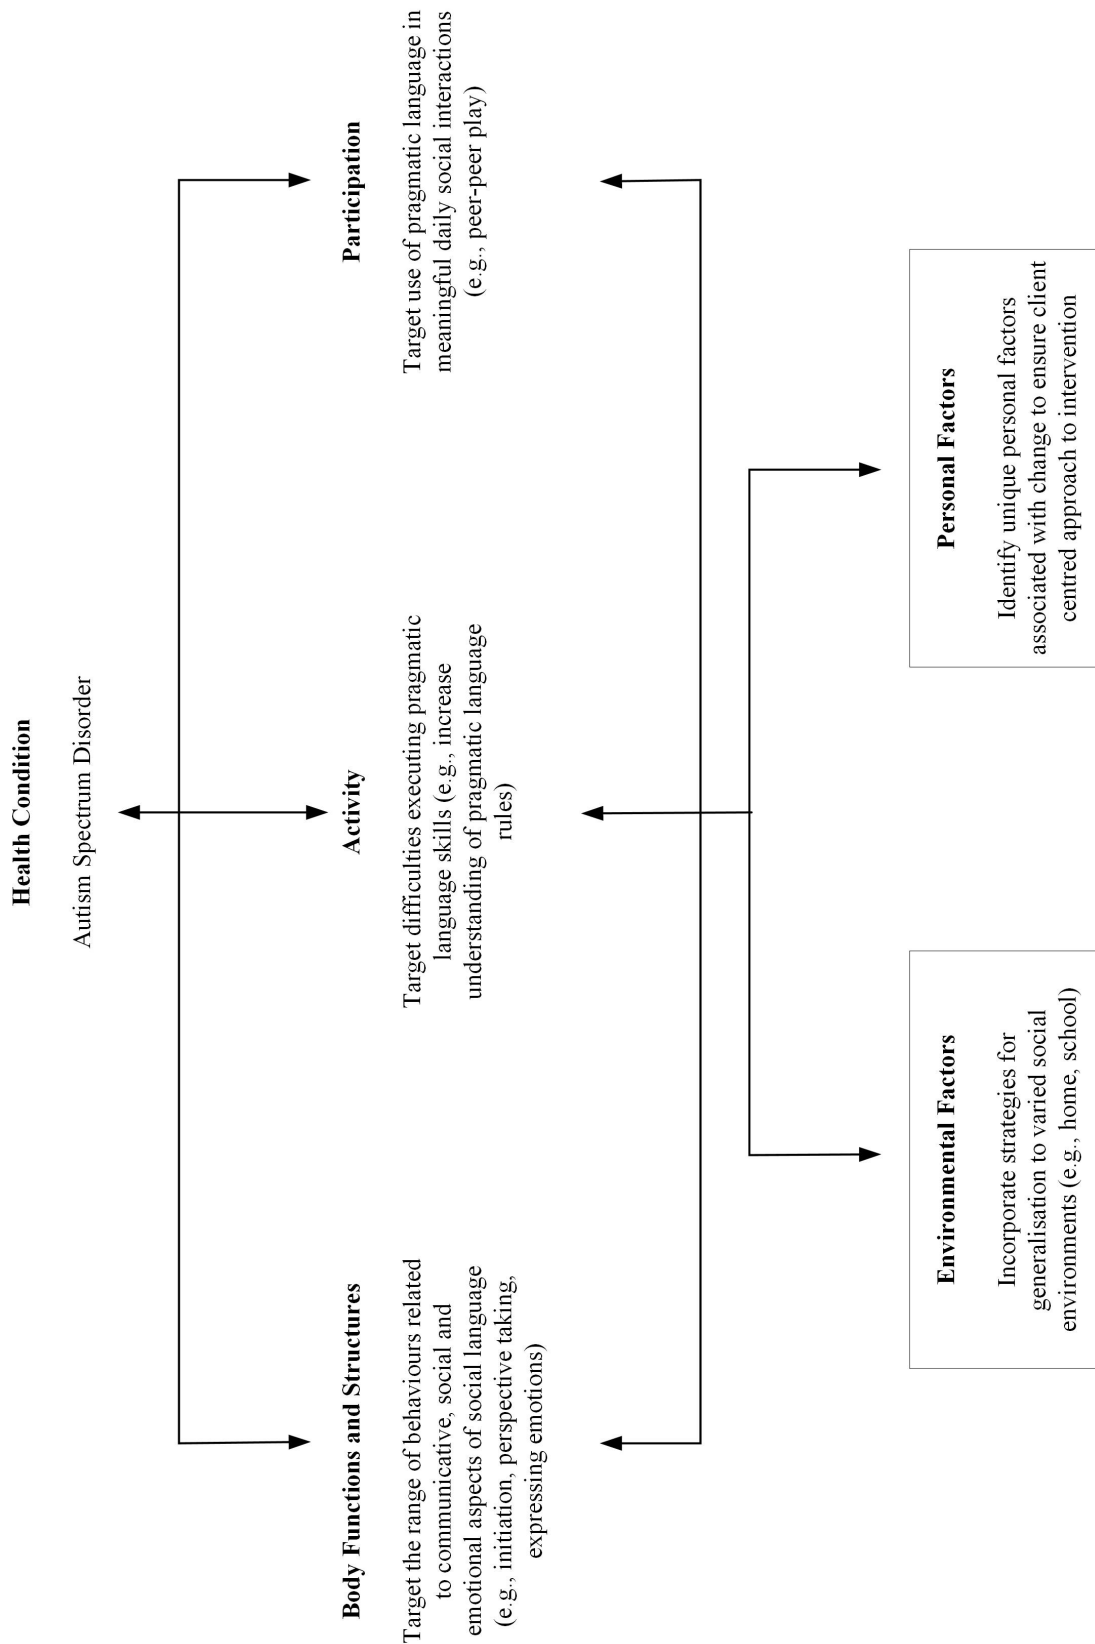 Health Condition
Autism Spectrum Disorder
Body Functions and Structures
Target the range of behaviours related
to communicative, social and
emotional aspects of social language
(e.g., initiation, perspective taking,
expressing emotions)
Activity
Target difficulties executing pragmatic
language skills (e.g., increase
understanding of pragmatic language
rules)
Participation
Target use of pragmatic language in
meaningful daily social interactions
(e.g., peer-peer play)
Environmental Factors
Incorporate strategies for
generalisation to varied social
environments (e.g., home, school)
Personal Factors
Identify unique personal factors
associated with change to ensure client
centred approach to intervention